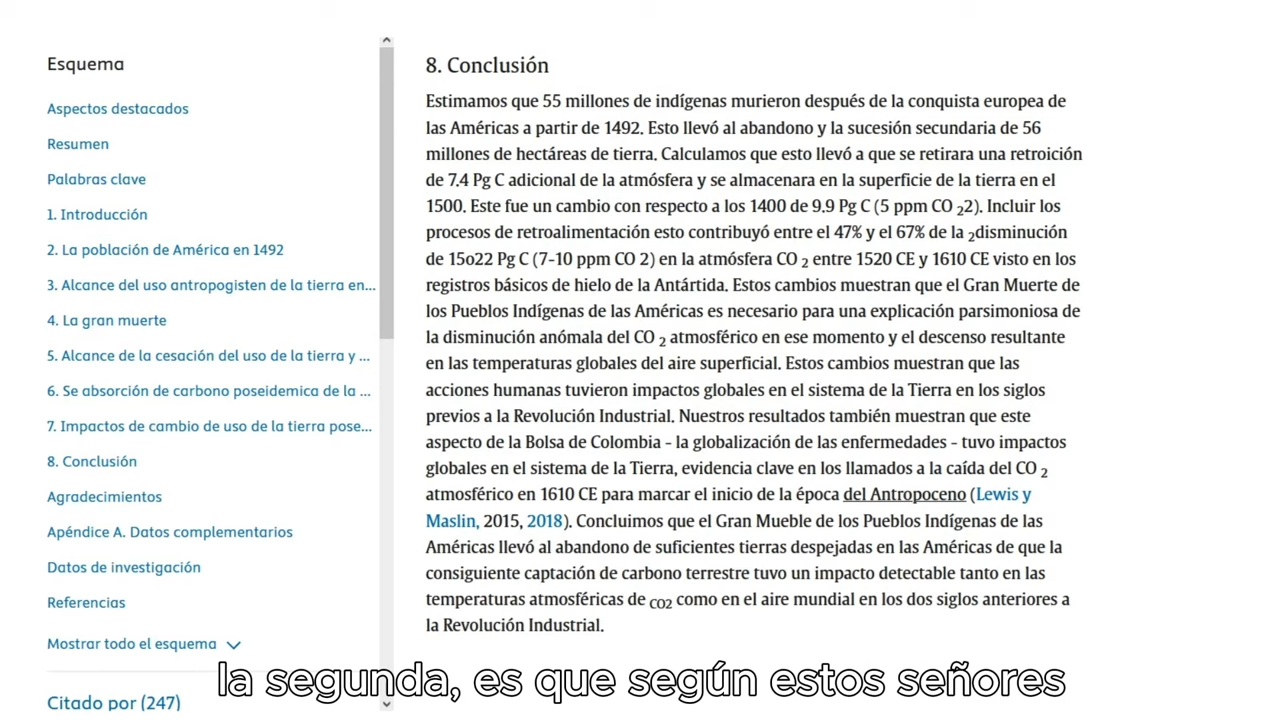 Esquema
Aspectos destacados
Resumen
Palabras clave
1. Introducción
2. La población de América en 1492
3. Alcance del uso antropogisten de la tierra en...
4. La gran muerte
5. Alcance de la cesación del uso de la tierra y ...
6. Se absorción de carbono poseidemica de la ...
7. Impactos de cambio de uso de la tierra pose...
8. Conclusión
Agradecimientos
Apéndice A. Datos complementarios
Datos de investigación
Referencias
Mostrar todo el esquema
Citado por (247)
8. Conclusión
Estimamos que 55 millones de indígenas murieron después de la conquista europea de
las Américas a partir de 1492. Esto llevó al abandono y la sucesión secundaria de 56
millones de hectáreas de tierra. Calculamos que esto llevó a que se retirara una retroición
de 7.4 Pg C adicional de la atmósfera y se almacenara en la superficie de la tierra en el
1500. Este fue un cambio con respecto a los 1400 de 9.9 Pg C (5 ppm CO 22). Incluir los
procesos de retroalimentación esto contribuyó entre el 47% y el 67% de la 2disminución
de 15o22 Pg C (7-10 ppm CO 2) en la atmósfera CO 2 entre 1520 CE y 1610 CE visto en los
registros básicos de hielo de la Antártida. Estos cambios muestran que el Gran Muerte de
los Pueblos Indígenas de las Américas es necesario para una explicación parsimoniosa de
la disminución anómala del CO 2 atmosférico en ese momento y el descenso resultante
en las temperaturas globales del aire superficial. Estos cambios muestran que las
acciones humanas tuvieron impactos globales en el sistema de la Tierra en los siglos
previos a la Revolución Industrial. Nuestros resultados también muestran que este
aspecto de la Bolsa de Colombia - la globalización de las enfermedades - tuvo impactos
globales en el sistema de la Tierra, evidencia clave en los llamados a la caída del CO 2
atmosférico en 1610 CE para marcar el inicio de la época del Antropoceno (Lewis y
Maslin, 2015, 2018). Concluimos que el Gran Mueble de los Pueblos Indígenas de las
Américas llevó al abandono de suficientes tierras despejadas en las Américas de que la
consiguiente captación de carbono terrestre tuvo un impacto detectable tanto en las
temperaturas atmosféricas de CO2 como en el aire mundial en los dos siglos anteriores a
la Revolución Industrial.
la segunda, es que según estos señores